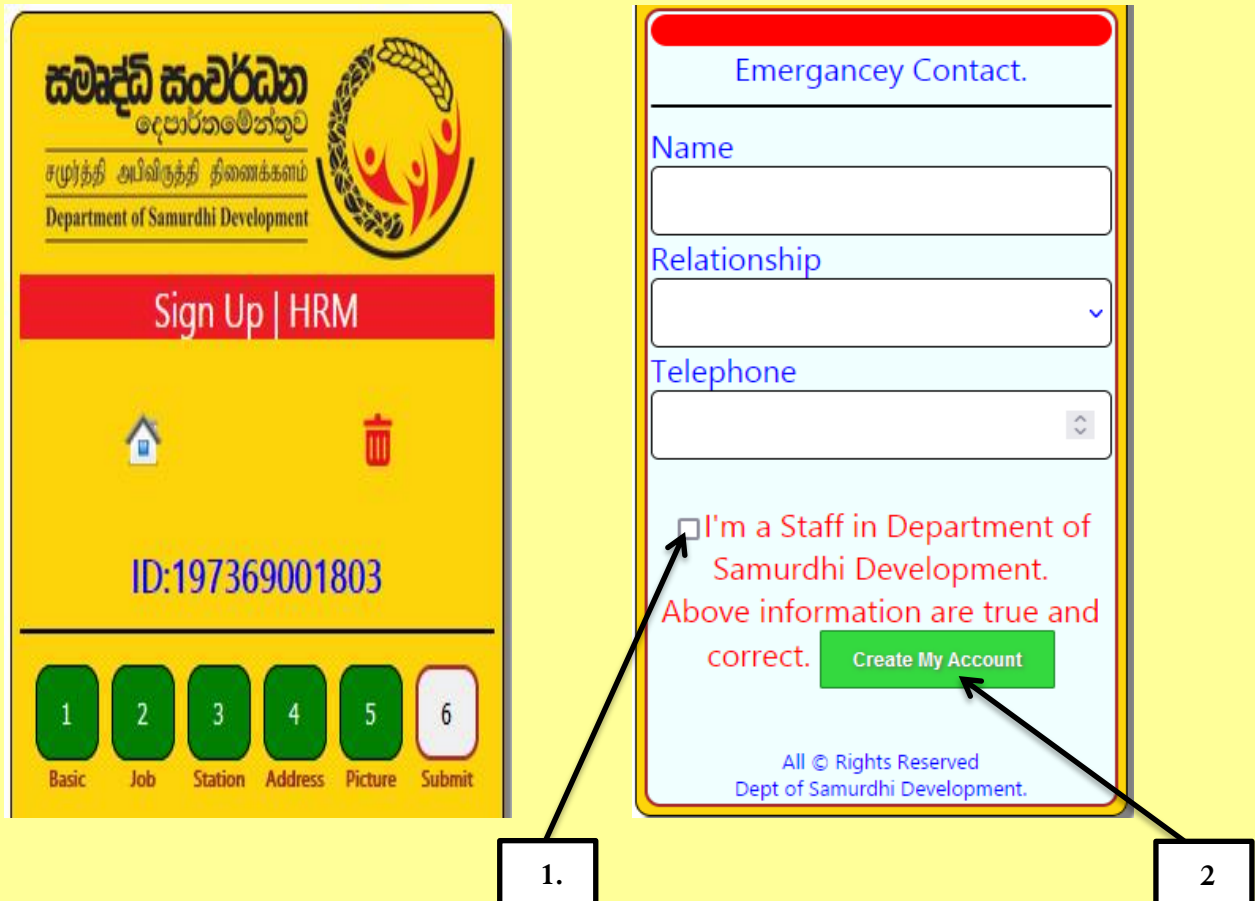 සමෘද්ධි සංවර්ධන
දෙපාර්තමේන්තුව
சமுர்த்தி அபிவிருத்தி திணைக்களம்
Department of Samurdhi Development
Sign Up | HRM
ID:197369001803
1 2 3 4 5 6
Basic Job Station Address Picture Submit
Emergancey Contact.
Name
Relationship
Telephone
I'm a Staff in Department of
Samurdhi Development.
Above information are true and
correct. Create My Account
All © Rights Reserved
Dept of Samurdhi Development.
1.
2